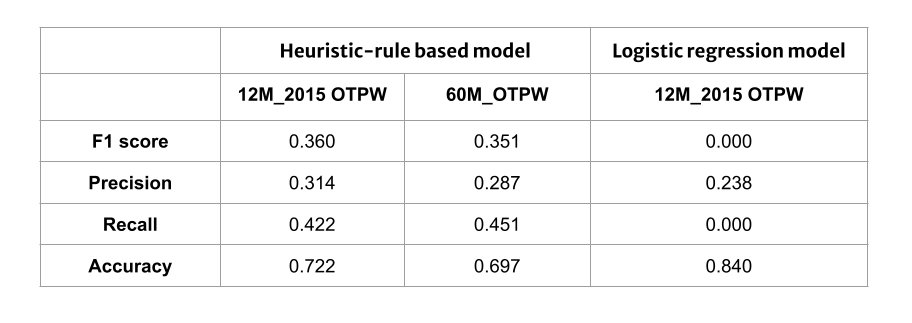 Heuristic-rule based model Logistic regression model
12M_2015 OTPW 60M_OTPW 12M_2015 OTPW
F1 score 0.360 0.351 0.000
Precision 0.314 0.287 0.238
Recall 0.422 0.451 0.000
Accuracy 0.722 0.697 0.840